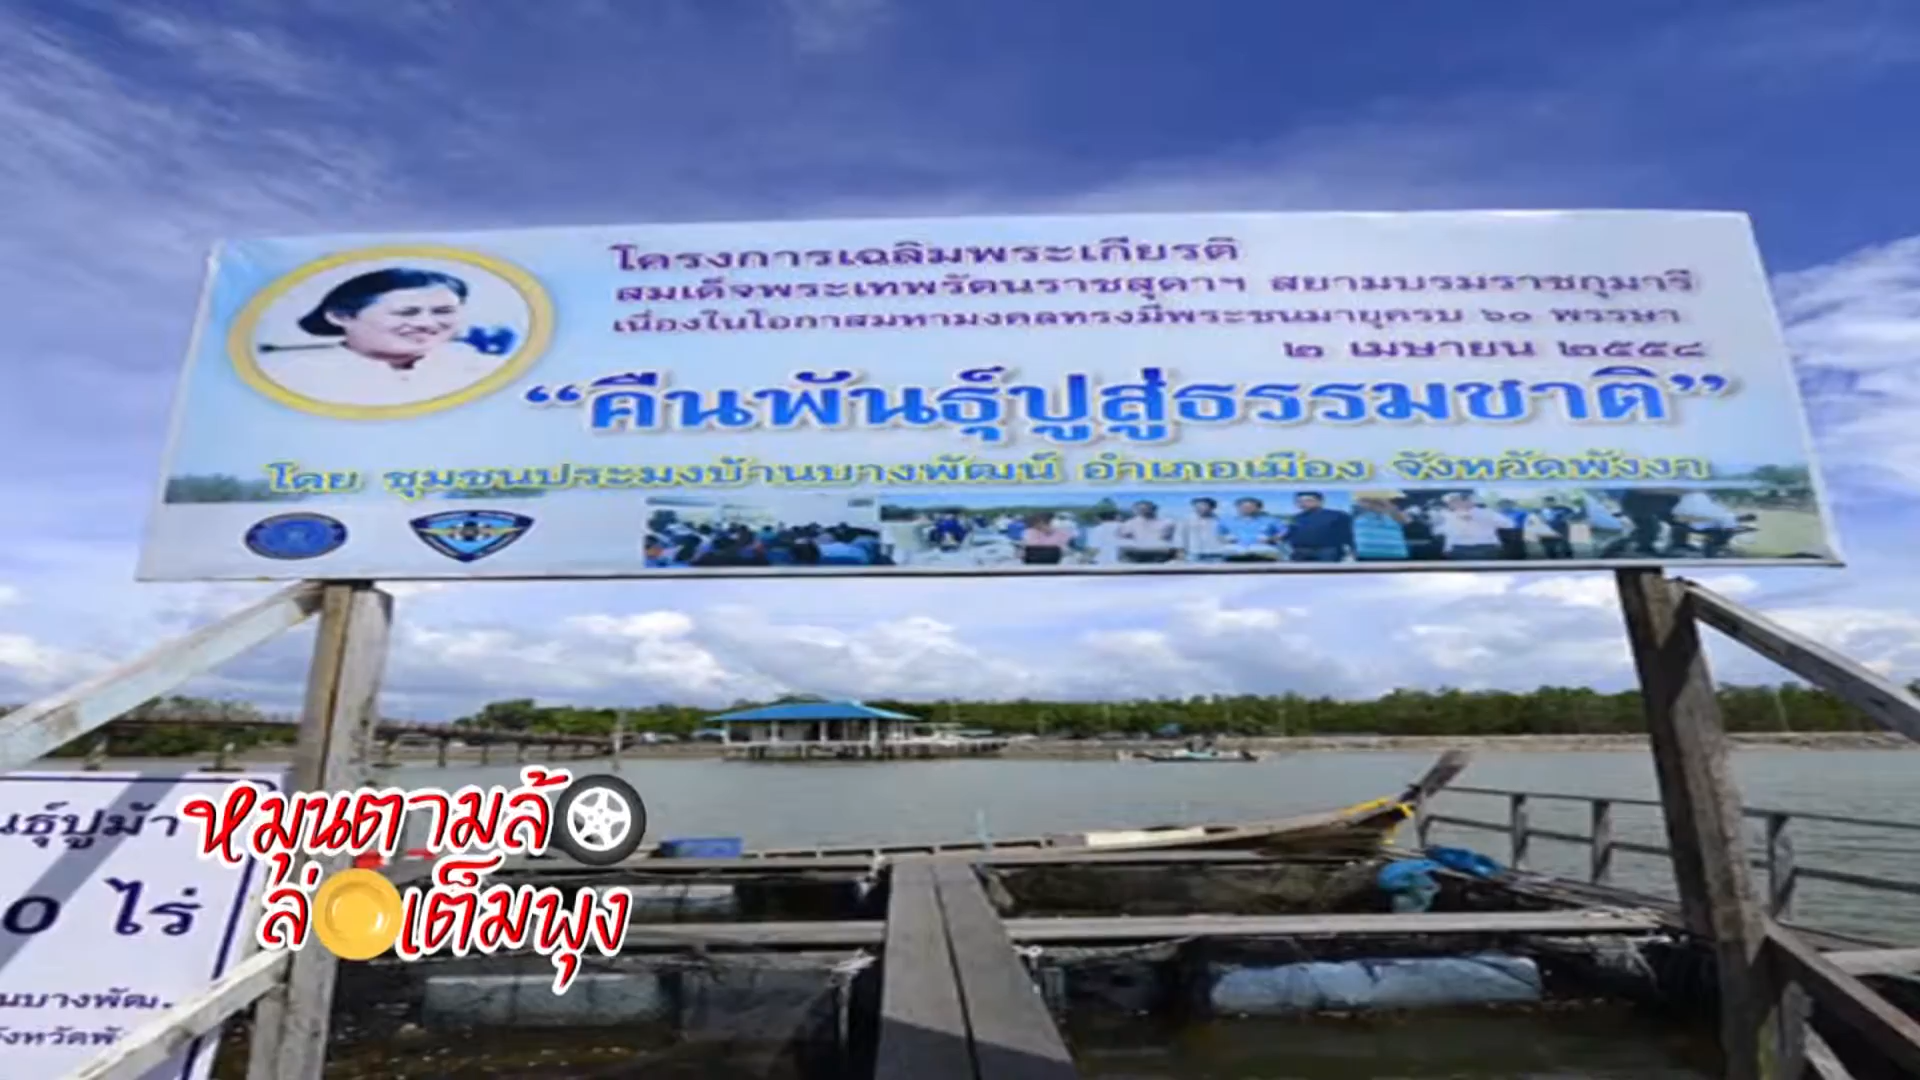 โครงการเฉลิมพระเกียรติ
สมเด็จพระเทพรัตนราชสุดาฯ สยามบรมราชกุมารี
เนื่องในโอกาสมหามงคลทรงมีพระชนมายุครบ ๖๐ พรรษา
๒ เมษายน ๒๕๕๘
“คืนพันธุ์ปูสู่ธรรมชาติ”
โดย ชุมชนประมงบ้านบางพัฒน์ อำเภอเมือง จังหวัดพังงา
นธุ์ปูม้า
๐ ไร่
นบางพัฒ
ังหวัดพั
หมุนตามล้อ
ล่อเต็มพุง